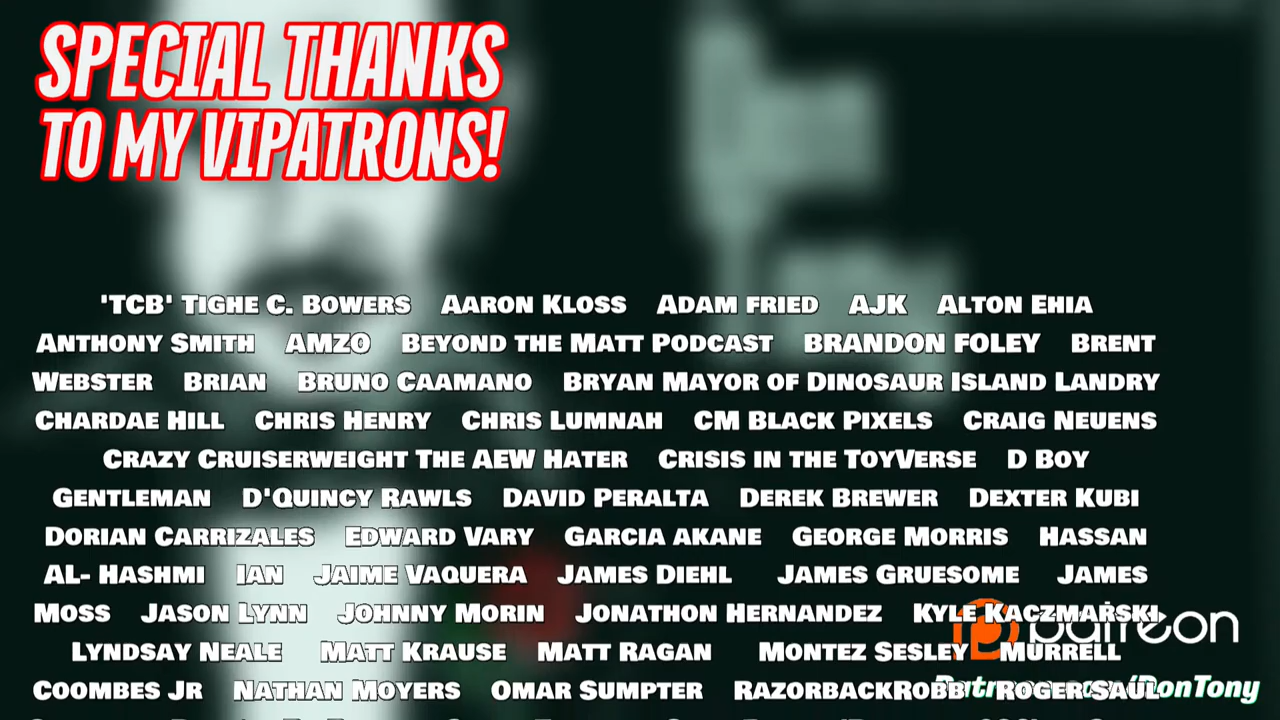 SPECIAL THANKS
TO MY VIPATRONS!
'TCB' Tighe C. Bowers Aaron Kloss Adam fried AJK Alton Ehia
Anthony Smith AMZO Beyond the Matt Podcast BRANDON FOLEY Brent
Webster Brian Bruno Caamano Bryan Mayor of Dinosaur Island Landry
Chardae Hill Chris Henry Chris Lumnah CM Black Pixels Craig Neuens
Crazy Cruiserweight The AEW Hater Crisis in the ToyVerse D Boy
Gentleman D'Quincy Rawls David Peralta Derek Brewer Dexter Kubi
Dorian Carrizales Edward Vary Garcia akane George Morris Hassan
AL- Hashmi Ian Jaime Vaquera James Diehl James Gruesome James
Moss Jason Lynn Johnny Morin Jonathon Hernandez Kyle Kaczmarski
patreon
Lyndsay Neale Matt Krause Matt Ragan Montez Sesley Murrell
Coombes Jr Nathan Moyers Omar Sumpter RazorbackRobb Roger Saul
Patreon.com/DonTony